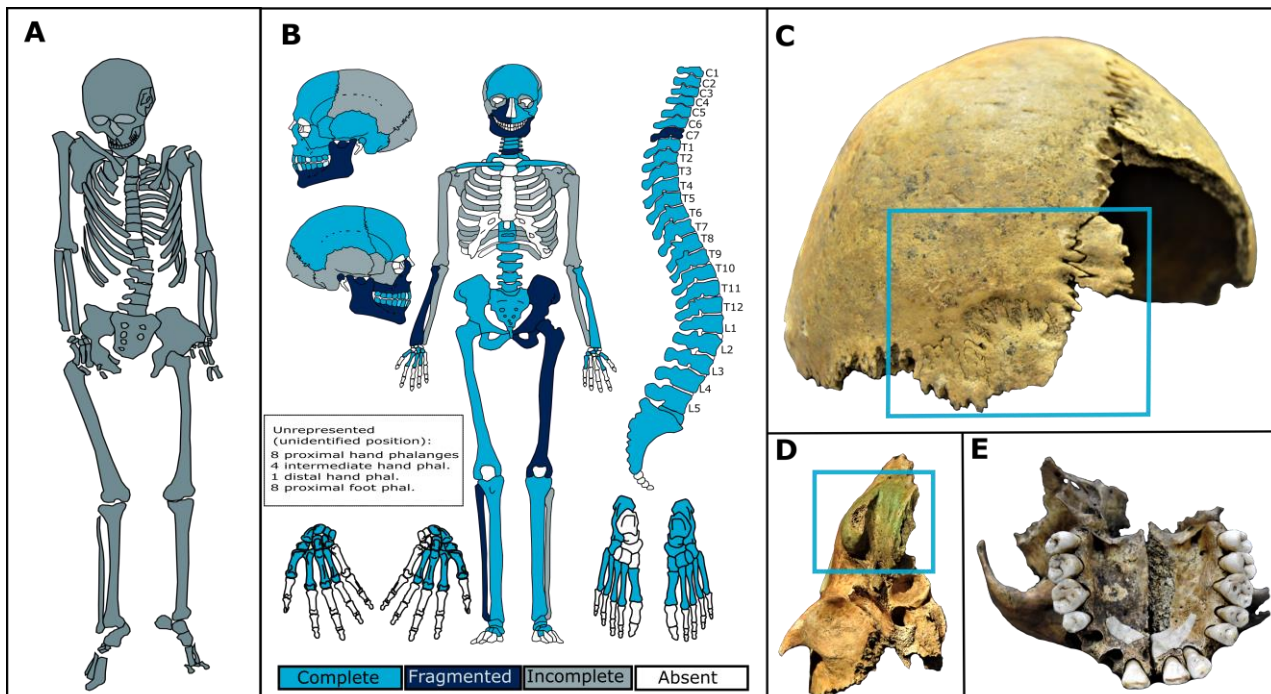 A
B
C1
C2
C3
C4
C5
C6
C7
T1
T2
T3
T4
T5
T6
T7
T8
T9
T10
T11
T12
L1
L2
L3
L4
L5
Unrepresented
(unidentified position):
8 proximal hand phalanges
4 intermediate hand phal.
1 distal hand phal.
8 proximal foot phal.
Complete Fragmented Incomplete Absent
C
D
E